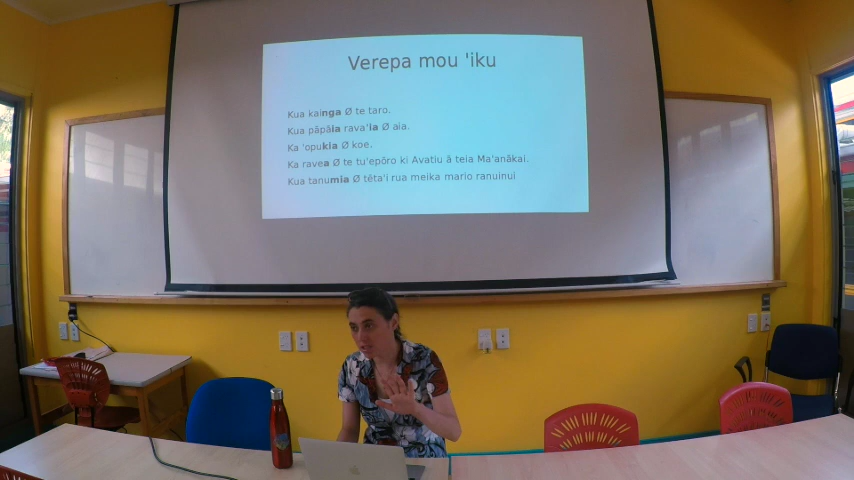 Verepa mou 'iku
Kua kainga Ø te taro.
Kua pāpāia rava'ia Ø aia.
Ka 'opukia Ø koe.
Ka ravea Ø te tu'epōro ki Avatiu ā teia Ma'anākai.
Kua tanumia Ø tēta'i rua meika mario ranuinui